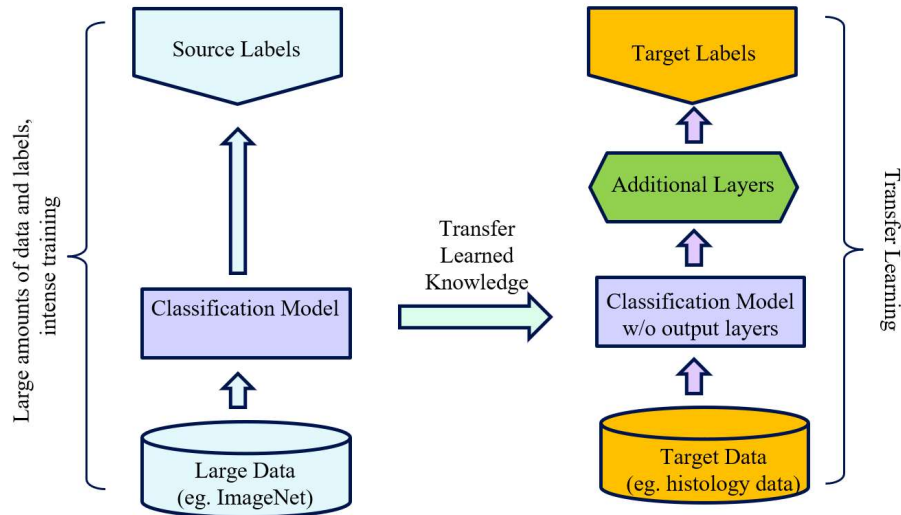 Large amounts of data and labels,
intense training
Source Labels
Classification Model
Large Data
(eg. ImageNet)
Transfer
Learned
Knowledge
Target Labels
Additional Layers
Classification Model
w/o output layers
Target Data
(eg. histology data)
Transfer Learning